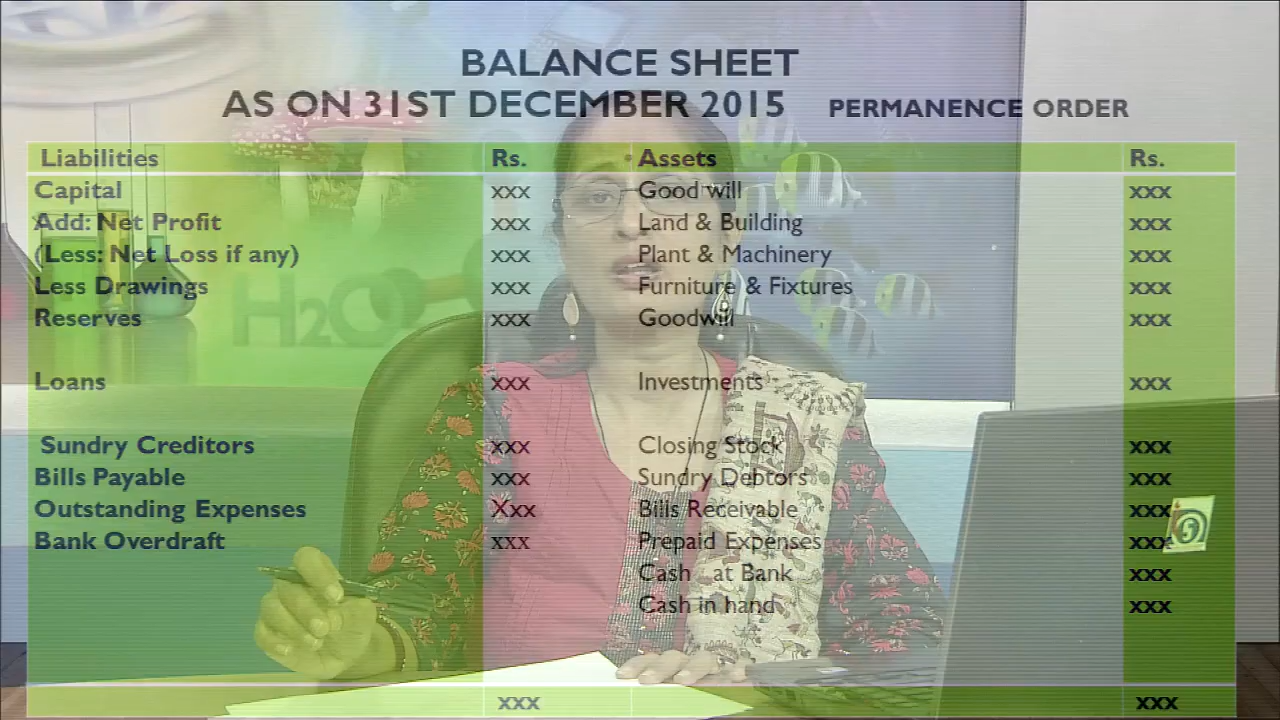 BALANCE SHEET
AS ON 31ST DECEMBER 2015 PERMANENCE ORDER
Liabilities Rs. Assets Rs.
Capital xxx Good will xxx
Add: Net Profit xxx Land & Building xxx
(Less: Net Loss if any) xxx Plant & Machinery xxx
Less Drawings xxx Furniture & Fixtures xxx
Reserves xxx Goodwill xxx
Loans xxx Investments xxx
Sundry Creditors xxx Closing Stock xxx
Bills Payable xxx Sundry Debtors xxx
Outstanding Expenses Xxx Bills Receivable xxx
Bank Overdraft xxx Prepaid Expenses xxx
Cash at Bank xxx
Cash in hand xxx
xxx xxx
H2O